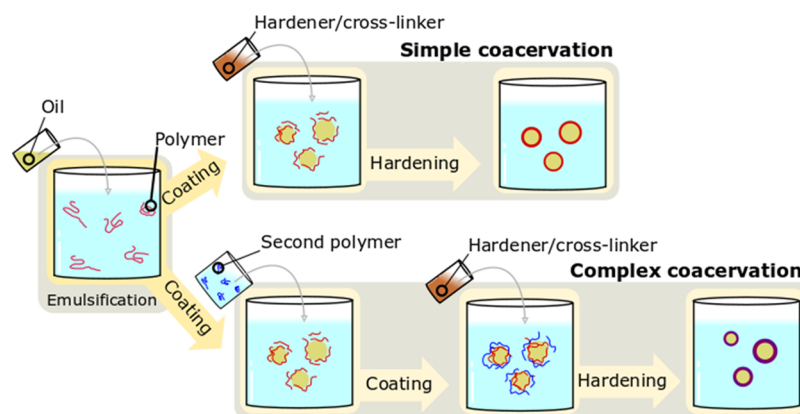 Hardener/cross-linker
Simple coacervation
Oil
Polymer
Coating
Hardening
Emulsification
Coating
Second polymer
Hardener/cross-linker
Complex coacervation
Coating
Hardening